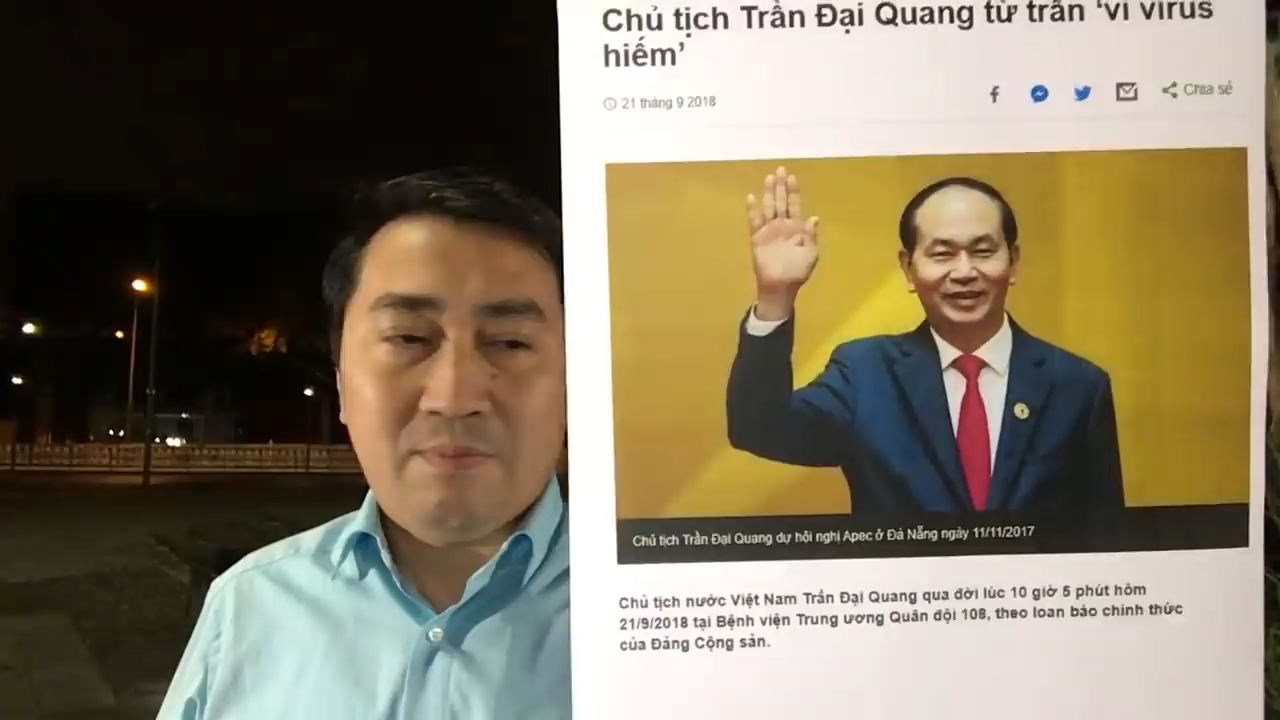 Chủ tịch Trần Đại Quang từ trần ‘vì virus
hiếm’
21 tháng 9 2018
Chia sẻ
Chủ tịch Trần Đại Quang dự hội nghị Apec ở Đà Nẵng ngày 11/11/2017
Chủ tịch nước Việt Nam Trần Đại Quang qua đời lúc 10 giờ 5 phút hôm
21/9/2018 tại Bệnh viện Trung ương Quân đội 108, theo loan báo chính thức
của Đảng Cộng sản.